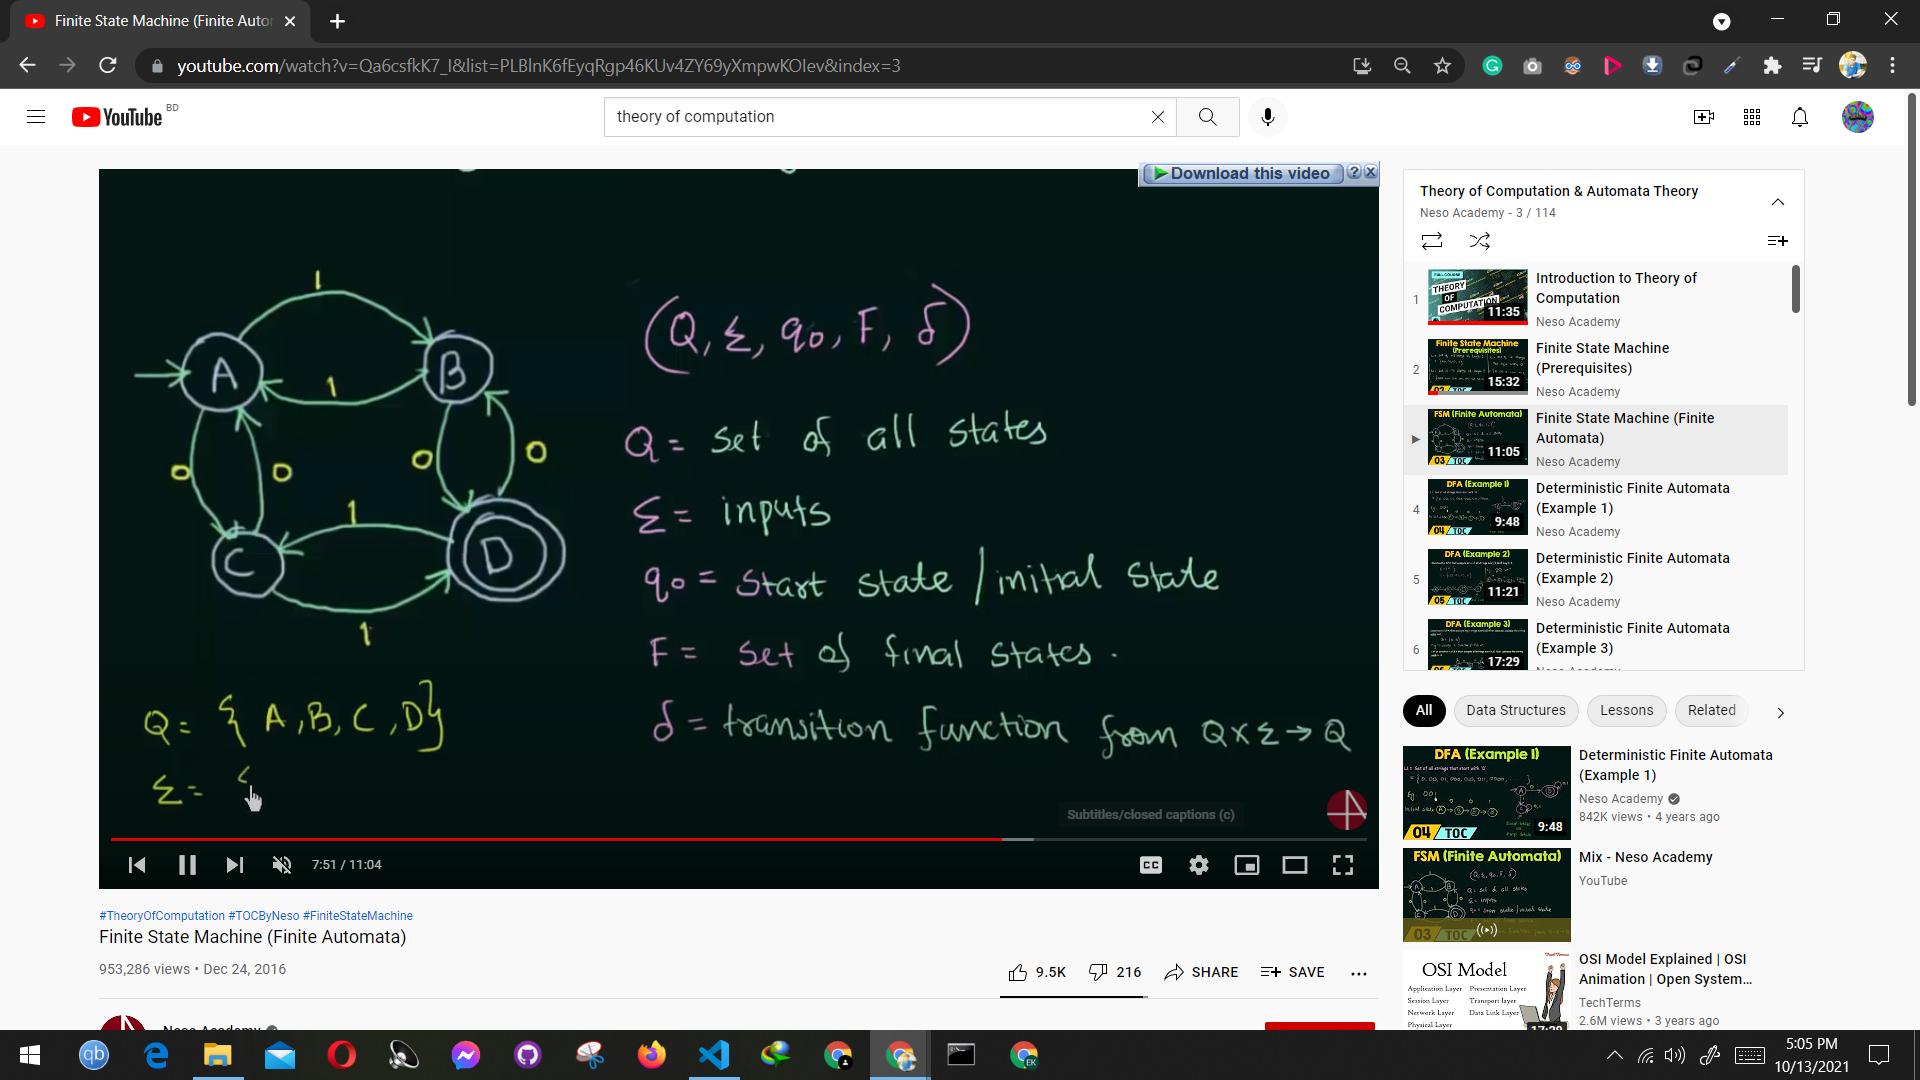 Finite State Machine (Finite Auto
youtube.com/watch?v=Qa6csfkK7_I&list=PLBlnK6fEyqRgp46KUv4ZY69yXmpwKOIev&index=3
YouTube BD
theory of computation
Download this video
(Q, Σ, q0, F, δ)
1
A
B
1
0
0
0
0
1
C
D
1
Q = set of all states
Σ = inputs
q0 = start state / initial state
F = set of final states .
δ = transition function from Q×Σ→Q
Q = { A, B, C, D}
Σ =
Subtitles/closed captions (c)
7:51 / 11:04
CC
#TheoryOfComputation #TOCByNeso #FiniteStateMachine
Finite State Machine (Finite Automata)
953,286 views • Dec 24, 2016
9.5K
216
SHARE
SAVE
Neso Academy
Theory of Computation & Automata Theory
Neso Academy - 3 / 114
1
FULL COURSE
THEORY
OF
COMPUTATION
11:35
Introduction to Theory of
Computation
Neso Academy
2
Finite State Machine
(Prerequisites)
15:32
Finite State Machine
(Prerequisites)
Neso Academy
FSM (Finite Automata)
03 TOC
11:05
Finite State Machine (Finite
Automata)
Neso Academy
4
DFA (Example 1)
04 TOC
9:48
Deterministic Finite Automata
(Example 1)
Neso Academy
5
DFA (Example 2)
05 TOC
11:21
Deterministic Finite Automata
(Example 2)
Neso Academy
6
DFA (Example 3)
17:29
Deterministic Finite Automata
(Example 3)
All
Data Structures
Lessons
Related
DFA (Example 1)
04 TOC
9:48
Deterministic Finite Automata
(Example 1)
Neso Academy
842K views • 4 years ago
FSM (Finite Automata)
03 TOC
Mix - Neso Academy
YouTube
OSI Model
Application Layer Presentation Layer
Session Layer Transport layer
Network Layer Data Link Layer
Physical Layer
OSI Model Explained | OSI
Animation | Open System...
TechTerms
2.6M views • 3 years ago
qb
EK
5:05 PM
10/13/2021